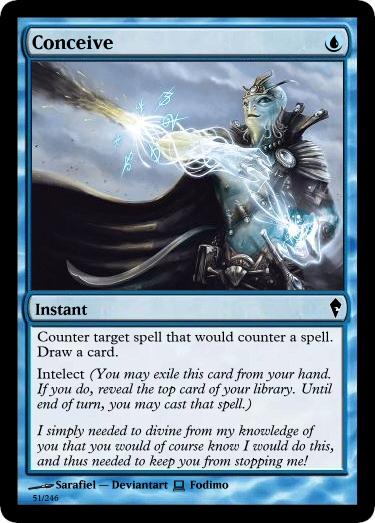 Conceive
Instant
Counter target spell that would counter a spell.
Draw a card.
Intelect (You may exile this card from your hand.
If you do, reveal the top card of your library. Until
end of turn, you may cast that spell.)
I simply needed to divine from my knowledge of
you that you would of course know I would do this,
and thus needed to keep you from stopping me!
Sarafiel — Deviantart Fodimo
51/246